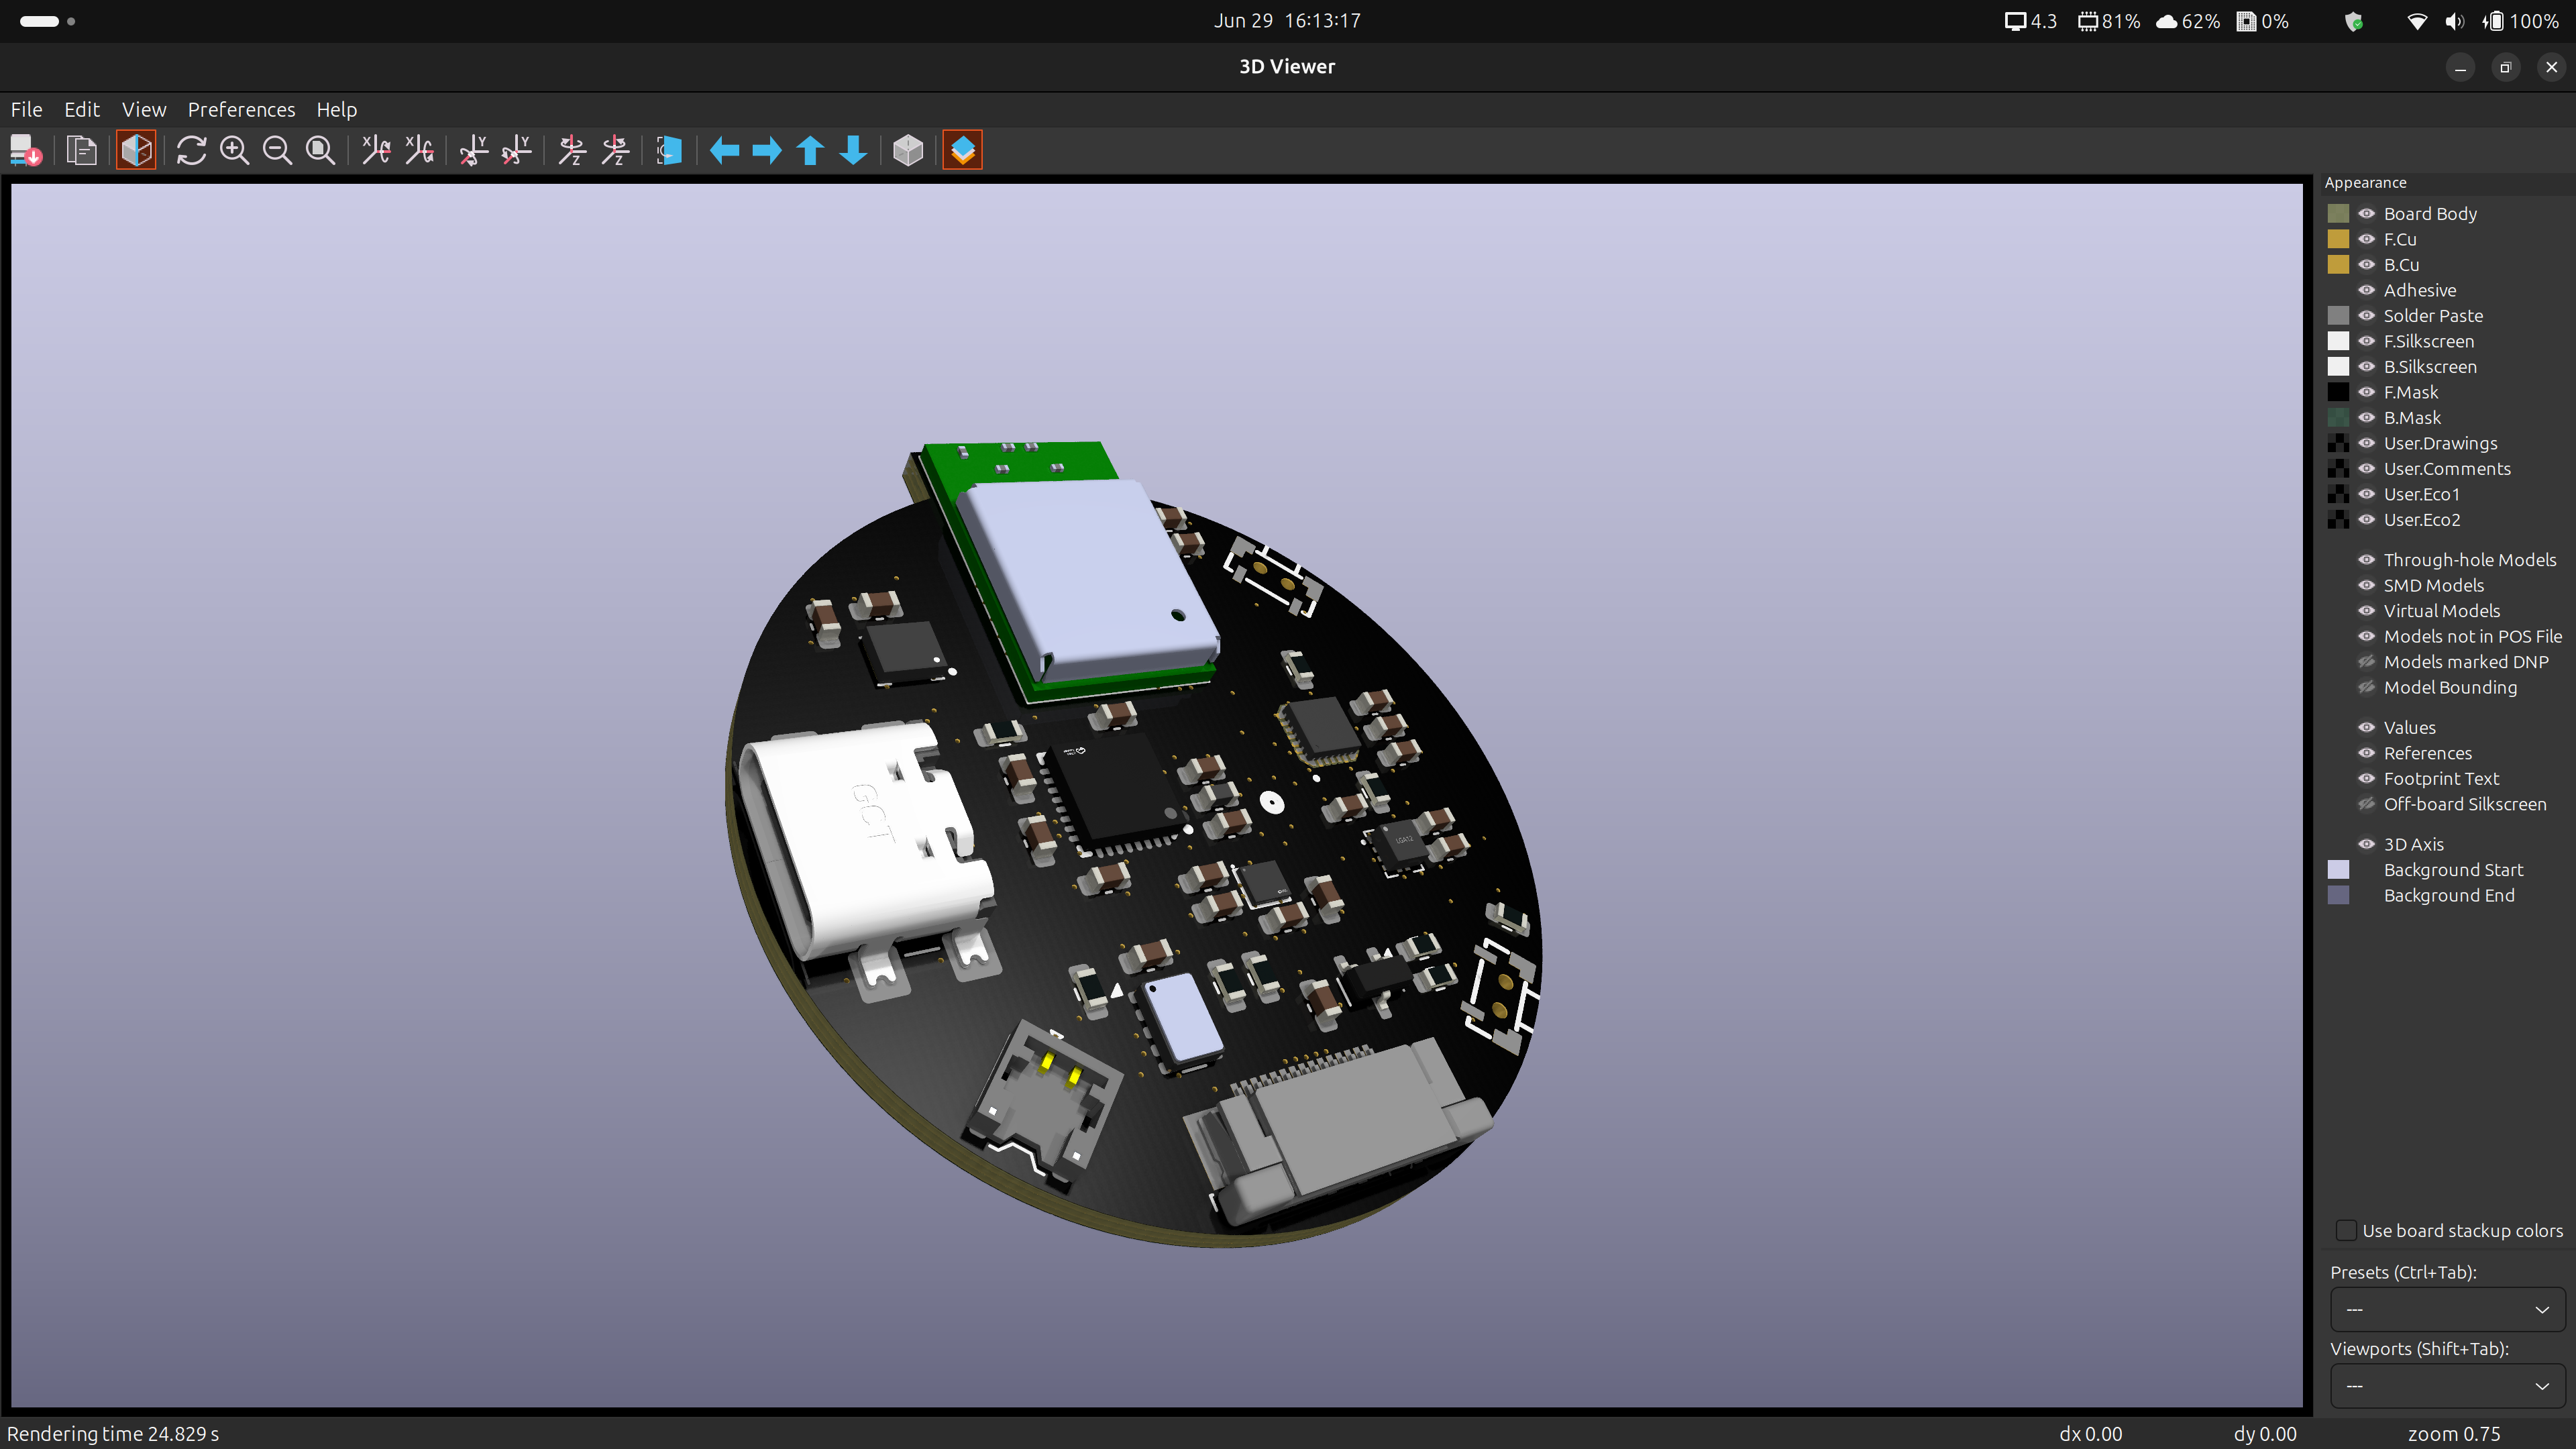 Jun 29 16:13:17
4.3 81% 62% 0% 100%
3D Viewer
File Edit View Preferences Help
X X Y Y Z Z
Appearance
Board Body
F.Cu
B.Cu
Adhesive
Solder Paste
F.Silkscreen
B.Silkscreen
F.Mask
B.Mask
User.Drawings
User.Comments
User.Eco1
User.Eco2
Through-hole Models
SMD Models
Virtual Models
Models not in POS File
Models marked DNP
Model Bounding
Values
References
Footprint Text
Off-board Silkscreen
3D Axis
Background Start
Background End
GCT
LGA12
Use board stackup colors
Presets (Ctrl+Tab):
---
Viewports (Shift+Tab):
---
Rendering time 24.829 s
dx 0.00 dy 0.00 zoom 0.75